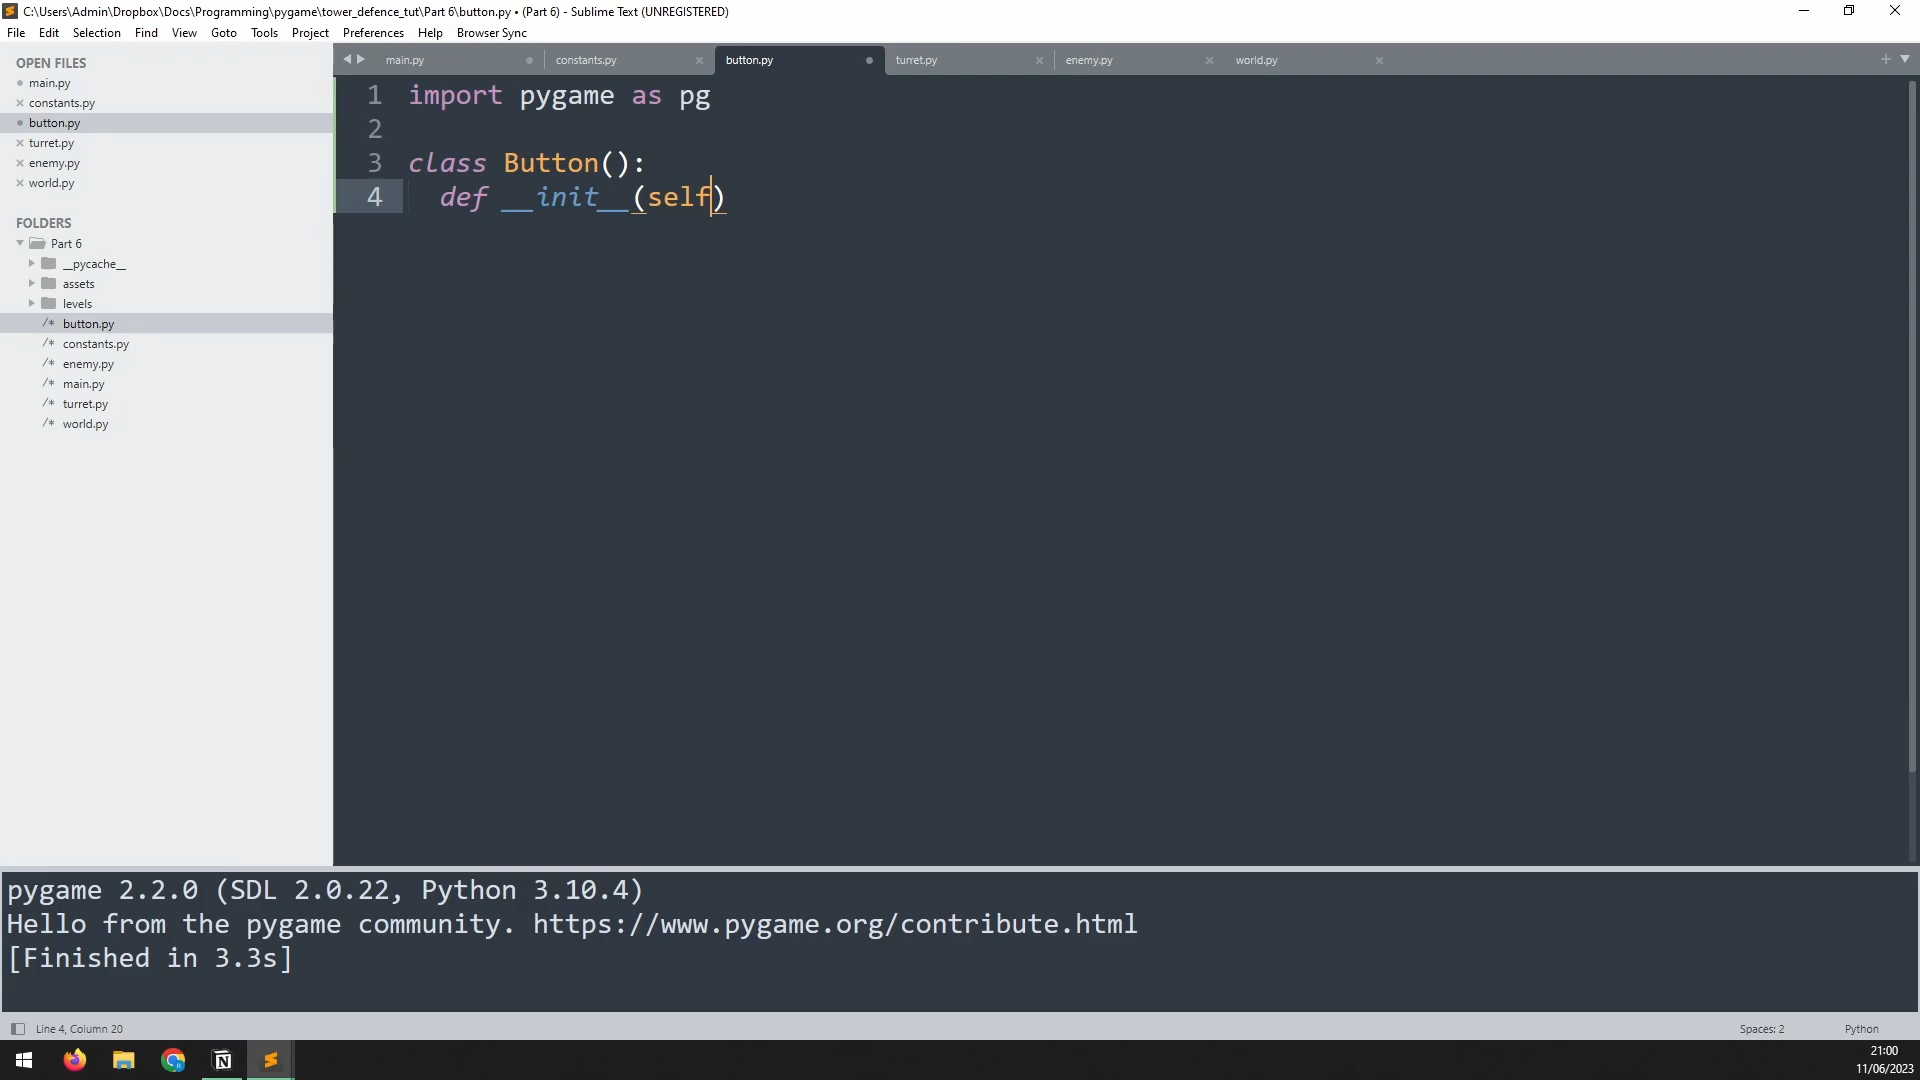 C:\Users\Admin\Dropbox\Docs\Programming\pygame\tower_defence_tut\Part 6\button.py • (Part 6) - Sublime Text (UNREGISTERED)
File Edit Selection Find View Goto Tools Project Preferences Help Browser Sync
OPEN FILES
main.py
constants.py
button.py
turret.py
enemy.py
world.py
FOLDERS
Part 6
__pycache__
assets
levels
/* button.py
/* constants.py
/* enemy.py
/* main.py
/* turret.py
/* world.py
main.py constants.py button.py turret.py enemy.py world.py
1 import pygame as pg
2
3 class Button():
4 def __init__(self)
pygame 2.2.0 (SDL 2.0.22, Python 3.10.4)
Hello from the pygame community. https://www.pygame.org/contribute.html
[Finished in 3.3s]
Line 4, Column 20 Spaces: 2 Python
21:00
11/06/2023